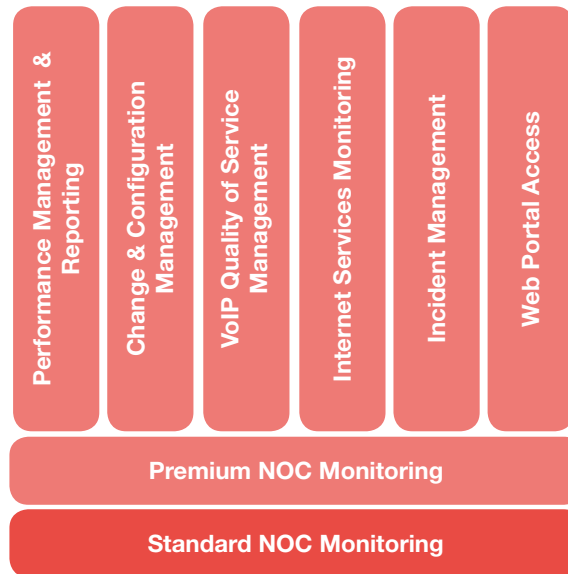 Performance Management &
Reporting
Change & Configuration
Management
VoIP Quality of Service
Management
Internet Services Monitoring
Incident Management
Web Portal Access
Premium NOC Monitoring
Standard NOC Monitoring